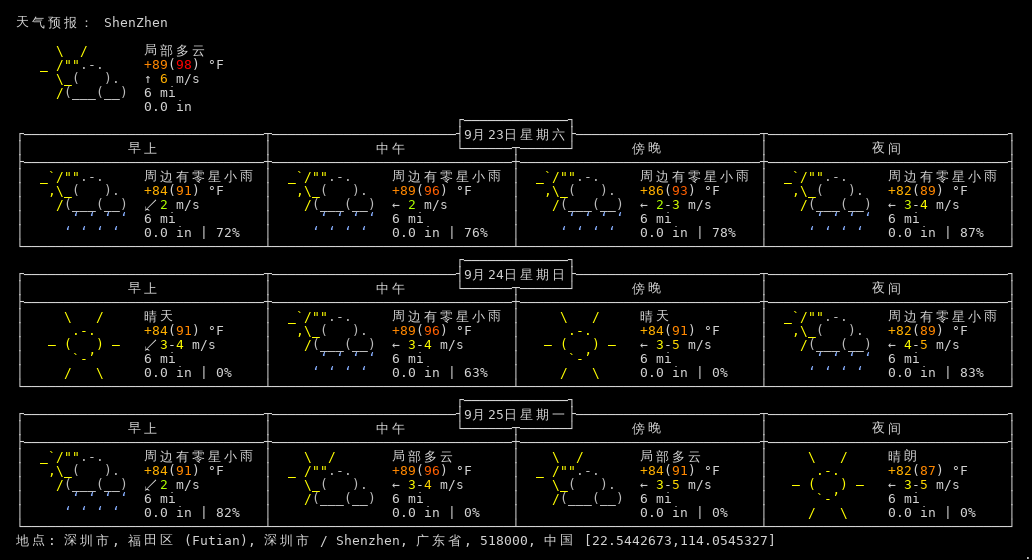 天气预报： ShenZhen
局部多云
+89(98) °F
↑ 6 m/s
6 mi
0.0 in
9月23日星期六
早上 中午 傍晚 夜间
周边有零星小雨 周边有零星小雨 周边有零星小雨 周边有零星小雨
+84(91) °F +89(96) °F +86(93) °F +82(89) °F
↙ 2 m/s ← 2 m/s ← 2-3 m/s ← 3-4 m/s
6 mi 6 mi 6 mi 6 mi
0.0 in | 72% 0.0 in | 76% 0.0 in | 78% 0.0 in | 87%
9月24日星期日
早上 中午 傍晚 夜间
晴天 周边有零星小雨 晴天 周边有零星小雨
+84(91) °F +89(96) °F +84(91) °F +82(89) °F
↙ 3-4 m/s ← 3-4 m/s ← 3-5 m/s ← 4-5 m/s
6 mi 6 mi 6 mi 6 mi
0.0 in | 0% 0.0 in | 63% 0.0 in | 0% 0.0 in | 83%
9月25日星期一
早上 中午 傍晚 夜间
周边有零星小雨 局部多云 局部多云 晴朗
+84(91) °F +89(96) °F +84(91) °F +82(87) °F
↙ 2 m/s ← 3-4 m/s ← 3-5 m/s ← 3-5 m/s
6 mi 6 mi 6 mi 6 mi
0.0 in | 82% 0.0 in | 0% 0.0 in | 0% 0.0 in | 0%
地点: 深圳市, 福田区 (Futian), 深圳市 / Shenzhen, 广东省, 518000, 中国 [22.5442673,114.0545327]